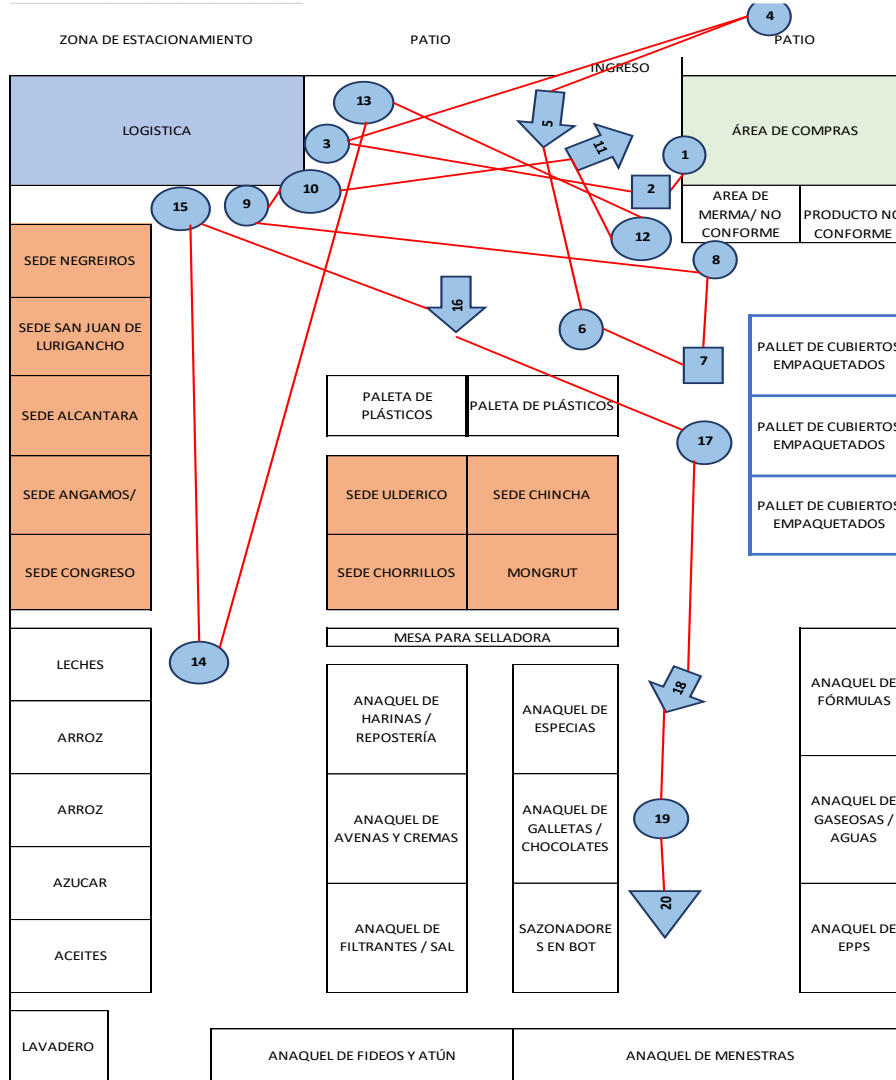 ZONA DE ESTACIONAMIENTO
PATIO
4
PATIO
INGRESO
LOGISTICA
13
3
5
11
1
ÁREA DE COMPRAS
2
10
9
15
12
8
AREA DE
MERMA/ NO
CONFORME
PRODUCTO NO
CONFORME
SEDE NEGREIROS
16
6
7
SEDE SAN JUAN DE
LURIGANCHO
PALLET DE CUBIERTOS
EMPAQUETADOS
SEDE ALCANTARA
PALETA DE
PLÁSTICOS
PALETA DE PLÁSTICOS
17
PALLET DE CUBIERTOS
EMPAQUETADOS
SEDE ANGAMOS/
SEDE ULDERICO
SEDE CHINCHA
PALLET DE CUBIERTOS
EMPAQUETADOS
SEDE CONGRESO
SEDE CHORRILLOS
MONGRUT
MESA PARA SELLADORA
LECHES
14
ANAQUEL DE
HARINAS /
REPOSTERÍA
ANAQUEL DE
ESPECIAS
18
ANAQUEL DE
FÓRMULAS
ARROZ
ARROZ
ANAQUEL DE
AVENAS Y CREMAS
ANAQUEL DE
GALLETAS /
CHOCOLATES
19
ANAQUEL DE
GASEOSAS /
AGUAS
AZUCAR
20
ACEITES
ANAQUEL DE
FILTRANTES / SAL
SAZONADORE
S EN BOT
ANAQUEL DE
EPPS
LAVADERO
ANAQUEL DE FIDEOS Y ATÚN
ANAQUEL DE MENESTRAS